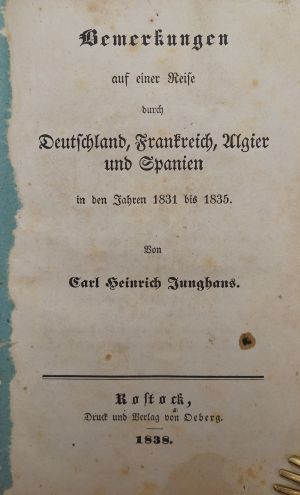 Bemerkungen
auf einer Reise
durch
Deutschland, Frankreich, Algier
und Spanien
in den Jahren 1831 bis 1835.
Von
Carl Heinrich Junghans.
Rostock,
Druck und Verlag von Oeberg.
1838.